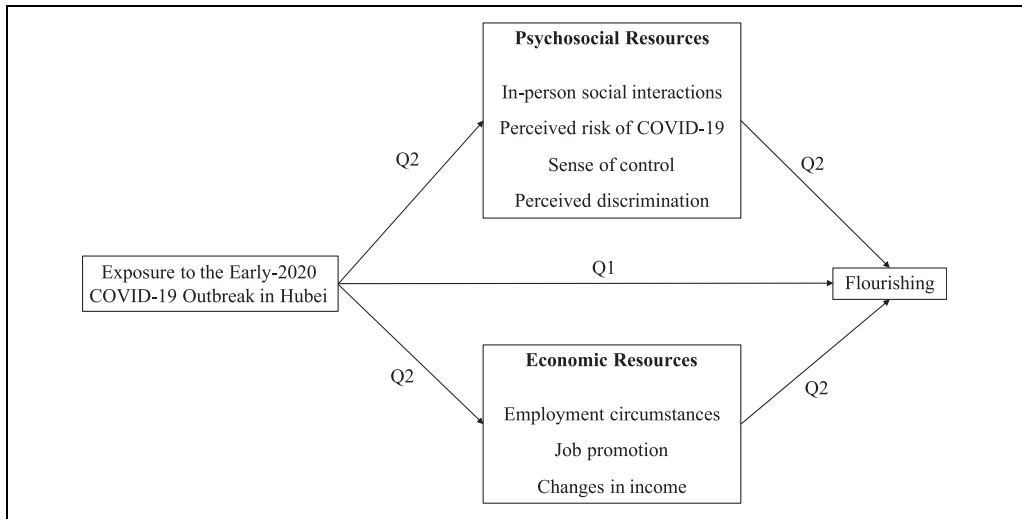 Psychosocial Resources
In-person social interactions
Perceived risk of COVID-19
Sense of control
Perceived discrimination
Q2
Q2
Exposure to the Early-2020
COVID-19 Outbreak in Hubei
Q1
Flourishing
Q2
Q2
Economic Resources
Employment circumstances
Job promotion
Changes in income